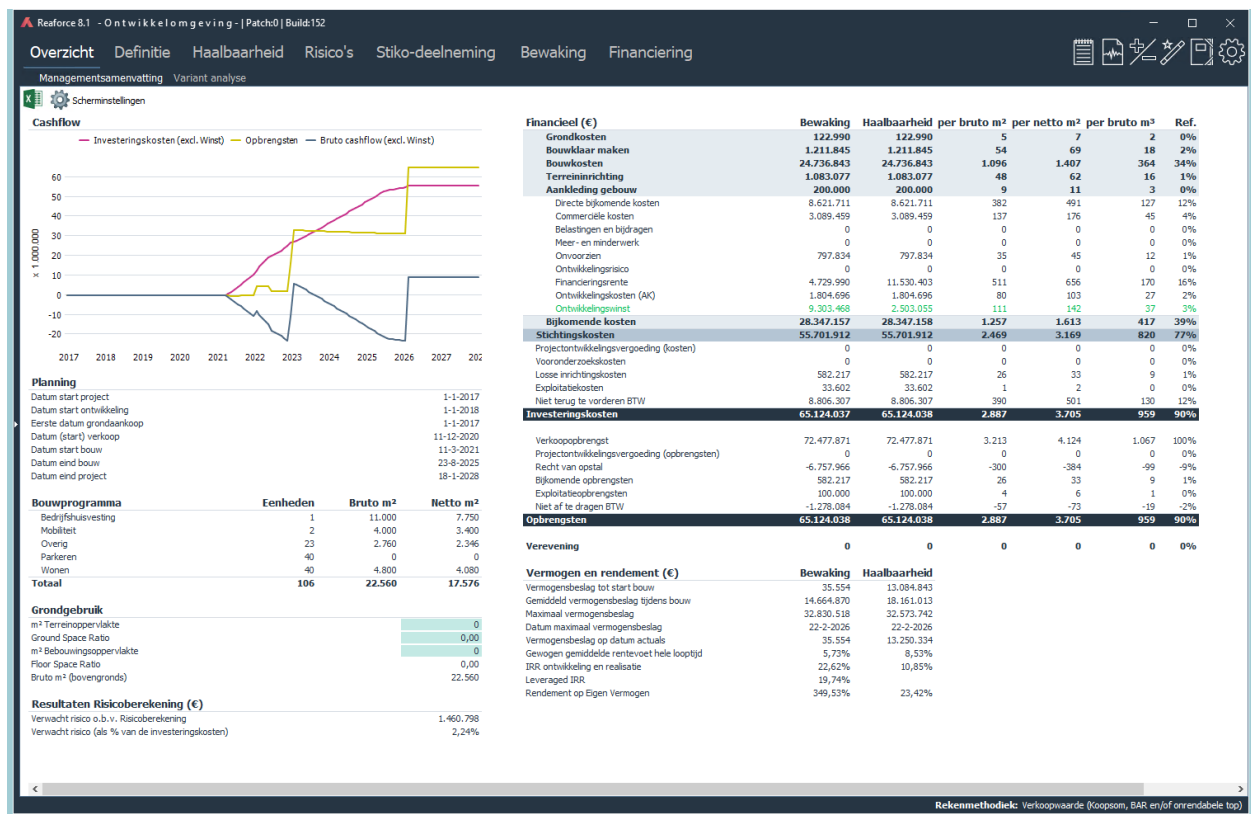 Reaforce 8.1 - O n t w i k k e l o m g e v i n g - | Patch:0 | Build:152
Overzicht Definitie Haalbaarheid Risico's Stiko-deelneming Bewaking Financiering
Managementsamenvatting Variant analyse
Scherminstellingen
Cashflow
Investeringskosten (excl. Winst) Opbrengsten Bruto cashflow (excl. Winst)
x 1.000.000
60
50
40
30
20
10
0
-10
-20
2017 2018 2019 2020 2021 2022 2023 2024 2025 2026 2027 202
Planning
Datum start project 1-1-2017
Datum start ontwikkeling 1-1-2018
Eerste datum grondaankoop 1-1-2017
Datum (start) verkoop 11-12-2020
Datum start bouw 11-3-2021
Datum eind bouw 23-8-2025
Datum eind project 18-1-2028
Bouwprogramma Eenheden Bruto m² Netto m²
Bedrijfshuisvesting 1 11.000 7.750
Mobiliteit 2 4.000 3.400
Overig 23 2.760 2.346
Parkeren 40 0 0
Wonen 40 4.800 4.080
Totaal 106 22.560 17.576
Grondgebruik
m² Terreinoppervlakte 0
Ground Space Ratio 0,00
m² Bebouwingsoppervlakte 0
Floor Space Ratio 0,00
Bruto m² (bovengronds) 22.560
Resultaten Risicoberekening (€)
Verwacht risico o.b.v. Risicoberekening 1.460.798
Verwacht risico (als % van de investeringskosten) 2,24%
Financieel (€) Bewaking Haalbaarheid per bruto m² per netto m² per bruto m³ Ref.
Grondkosten 122.990 122.990 5 7 2 0%
Bouwklaar maken 1.211.845 1.211.845 54 69 18 2%
Bouwkosten 24.736.843 24.736.843 1.096 1.407 364 34%
Terreininrichting 1.083.077 1.083.077 48 62 16 1%
Aankleding gebouw 200.000 200.000 9 11 3 0%
Directe bijkomende kosten 8.621.711 8.621.711 382 491 127 12%
Commerciële kosten 3.089.459 3.089.459 137 176 45 4%
Belastingen en bijdragen 0 0 0 0 0 0%
Meer- en minderwerk 0 0 0 0 0 0%
Onvoorzien 797.834 797.834 35 45 12 1%
Ontwikkelingsrisico 0 0 0 0 0 0%
Financieringsrente 4.729.990 11.530.403 511 656 170 16%
Ontwikkelingskosten (AK) 1.804.696 1.804.696 80 103 27 2%
Ontwikkelingswinst 9.303.468 2.503.055 111 142 37 3%
Bijkomende kosten 28.347.157 28.347.158 1.257 1.613 417 39%
Stichtingskosten 55.701.912 55.701.912 2.469 3.169 820 77%
Projectontwikkelingsvergoeding (kosten) 0 0 0 0 0 0%
Vooronderzoekskosten 0 0 0 0 0 0%
Losse inrichtingskosten 582.217 582.217 26 33 9 1%
Exploitatiekosten 33.602 33.602 1 2 0 0%
Niet terug te vorderen BTW 8.806.307 8.806.307 390 501 130 12%
Investeringskosten 65.124.037 65.124.038 2.887 3.705 959 90%
Verkoopopbrengst 72.477.871 72.477.871 3.213 4.124 1.067 100%
Projectontwikkelingsvergoeding (opbrengsten) 0 0 0 0 0 0%
Recht van opstal -6.757.966 -6.757.966 -300 -384 -99 -9%
Bijkomende opbrengsten 582.217 582.217 26 33 9 1%
Exploitatieopbrengsten 100.000 100.000 4 6 1 0%
Niet af te dragen BTW -1.278.084 -1.278.084 -57 -73 -19 -2%
Opbrengsten 65.124.038 65.124.038 2.887 3.705 959 90%
Verevening 0 0 0 0 0 0%
Vermogen en rendement (€) Bewaking Haalbaarheid
Vermogensbeslag tot start bouw 35.554 13.084.843
Gemiddeld vermogensbeslag tijdens bouw 14.664.870 18.161.013
Maximaal vermogensbeslag 32.830.518 32.573.742
Datum maximaal vermogensbeslag 22-2-2026 22-2-2026
Vermogensbeslag op datum actuals 35.554 13.250.334
Gewogen gemiddelde rentevoet hele looptijd 5,73% 8,53%
IRR ontwikkeling en realisatie 22,62% 10,85%
Leveraged IRR 19,74%
Rendement op Eigen Vermogen 349,53% 23,42%
Rekenmethodiek: Verkoopwaarde (Koopsom, BAR en/of onrendabele top)